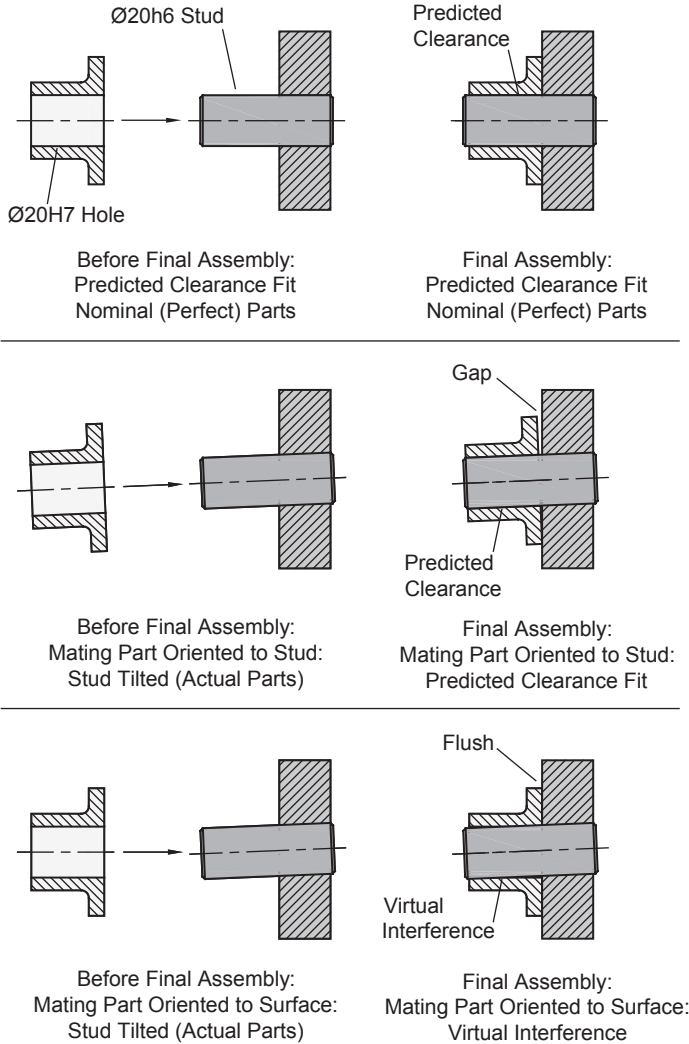 Ø20h6 Stud
Predicted
Clearance
Ø20H7 Hole
Before Final Assembly:
Predicted Clearance Fit
Nominal (Perfect) Parts
Final Assembly:
Predicted Clearance Fit
Nominal (Perfect) Parts
Gap
Predicted
Clearance
Before Final Assembly:
Mating Part Oriented to Stud:
Stud Tilted (Actual Parts)
Final Assembly:
Mating Part Oriented to Stud:
Predicted Clearance Fit
Flush
Virtual
Interference
Before Final Assembly:
Mating Part Oriented to Surface:
Stud Tilted (Actual Parts)
Final Assembly:
Mating Part Oriented to Surface:
Virtual Interference